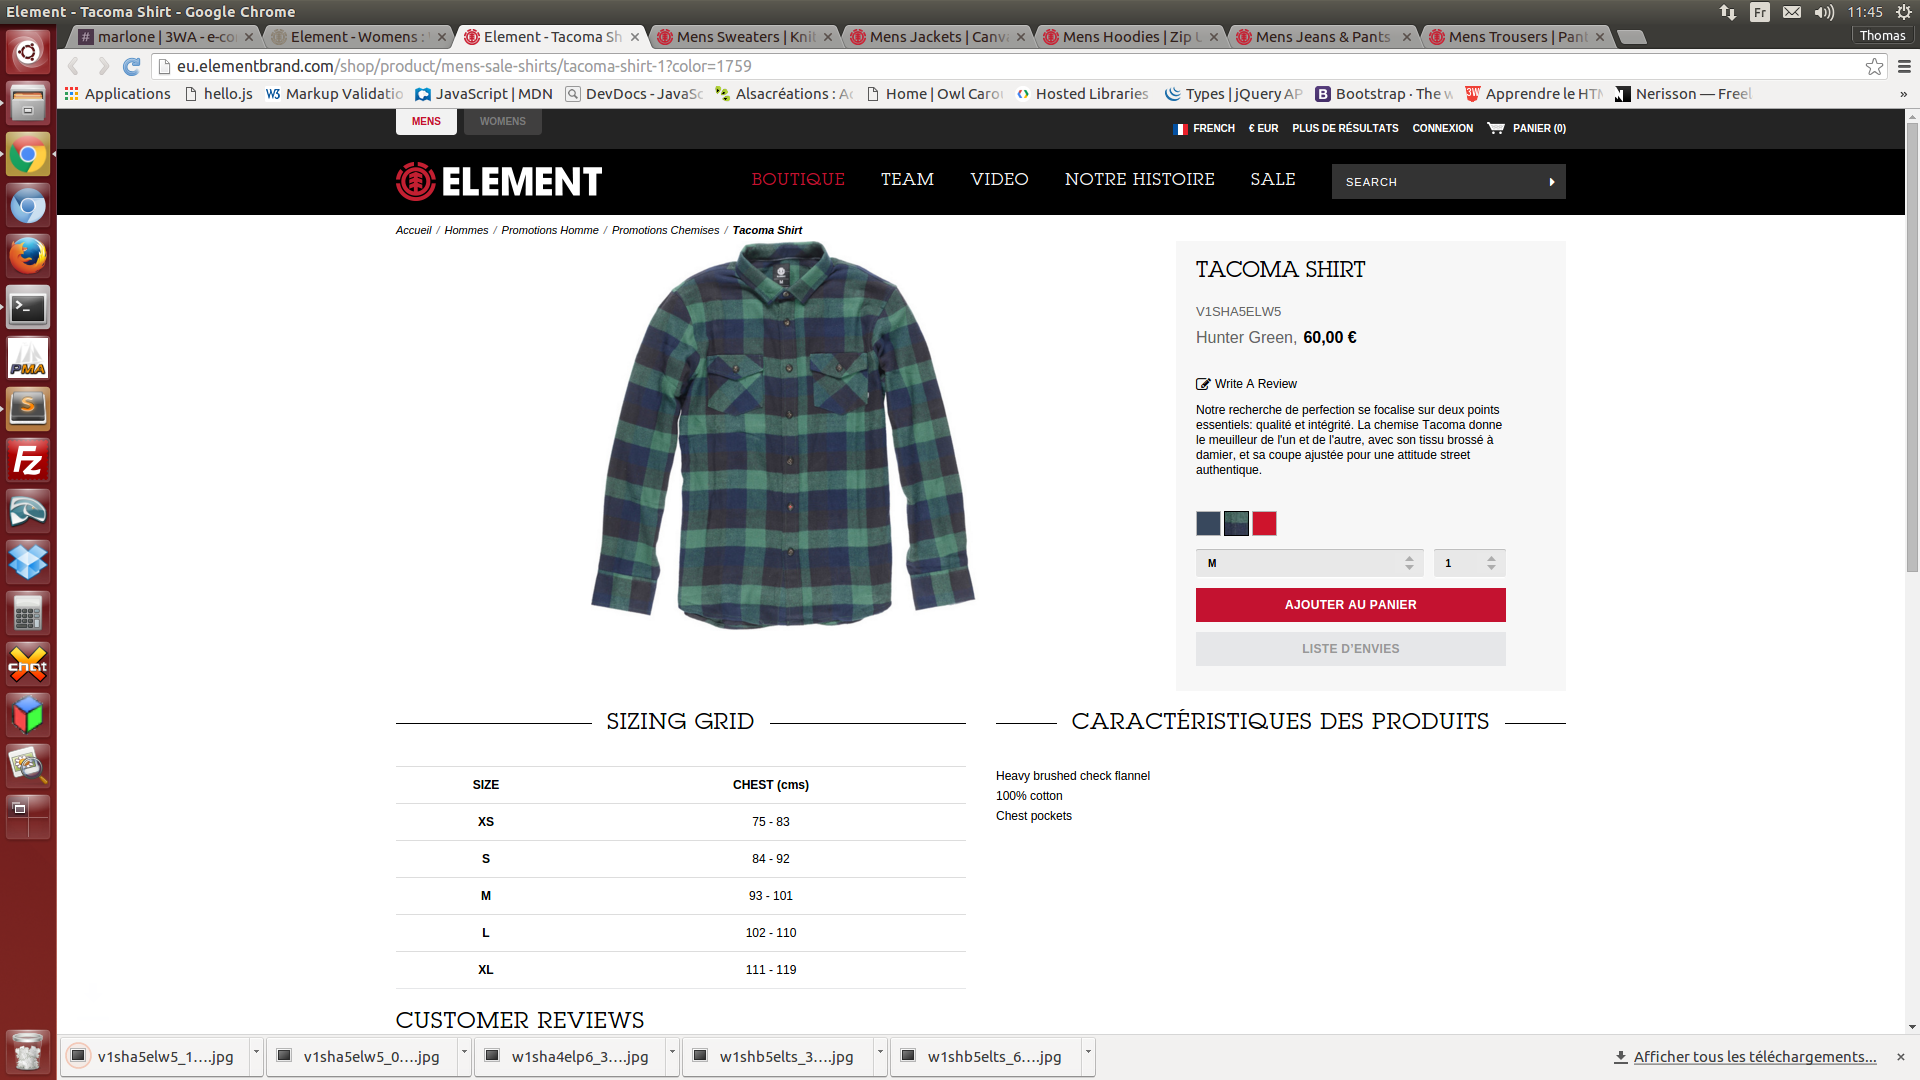 Element - Tacoma Shirt - Google Chrome
Fr
11:45
marlone | 3WA - e-co
Element - Womens :
Element - Tacoma Sh
Mens Sweaters | Knit
Mens Jackets | Canva
Mens Hoodies | Zip U
Mens Jeans & Pants
Mens Trousers | Pant
Thomas
eu.elementbrand.com/shop/product/mens-sale-shirts/tacoma-shirt-1?color=1759
Applications
hello.js
Markup Validatio
JavaScript | MDN
DevDocs - JavaSc
Alsacréations : Ac
Home | Owl Carou
Hosted Libraries
Types | jQuery AP
Bootstrap · The w
Apprendre le HTM
Nerisson — Freel
»
MENS
WOMENS
FRENCH
€ EUR
PLUS DE RÉSULTATS
CONNEXION
PANIER (0)
ELEMENT
BOUTIQUE
TEAM
VIDEO
NOTRE HISTOIRE
SALE
SEARCH
Accueil / Hommes / Promotions Homme / Promotions Chemises / Tacoma Shirt
TACOMA SHIRT
V1SHA5ELW5
Hunter Green, 60,00 €
Write A Review
Notre recherche de perfection se focalise sur deux points
essentiels: qualité et intégrité. La chemise Tacoma donne
le meuilleur de l'un et de l'autre, avec son tissu brossé à
damier, et sa coupe ajustée pour une attitude street
authentique.
M
1
AJOUTER AU PANIER
LISTE D'ENVIES
SIZING GRID
SIZE CHEST (cms)
XS 75 - 83
S 84 - 92
M 93 - 101
L 102 - 110
XL 111 - 119
CARACTÉRISTIQUES DES PRODUITS
Heavy brushed check flannel
100% cotton
Chest pockets
CUSTOMER REVIEWS
PMA
S
Fz
chat
v1sha5elw5_1....jpg
v1sha5elw5_0....jpg
w1sha4elp6_3....jpg
w1shb5elts_3....jpg
w1shb5elts_6....jpg
Afficher tous les téléchargements...